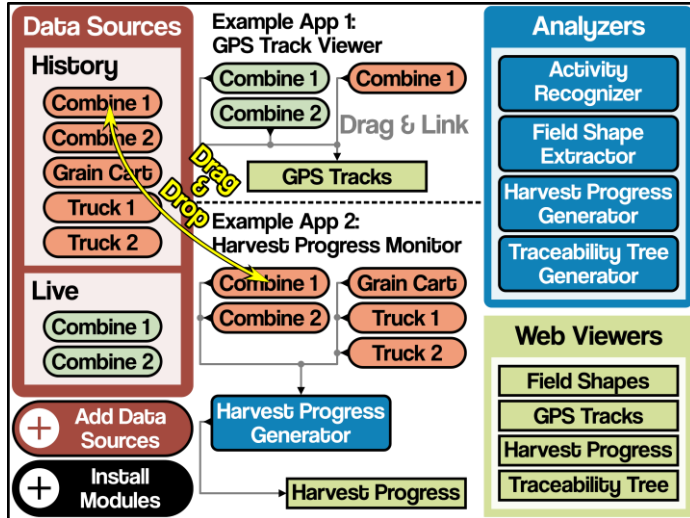 Data Sources
History
Combine 1
Combine 2
Grain Cart
Truck 1
Truck 2
Live
Combine 1
Combine 2
Add Data
Sources
Install
Modules
Drag
&
Drop
Example App 1:
GPS Track Viewer
Combine 1
Combine 2
Combine 1
Drag & Link
GPS Tracks
Example App 2:
Harvest Progress Monitor
Combine 1
Combine 2
Grain Cart
Truck 1
Truck 2
Harvest Progress
Generator
Harvest Progress
Analyzers
Activity
Recognizer
Field Shape
Extractor
Harvest Progress
Generator
Traceability Tree
Generator
Web Viewers
Field Shapes
GPS Tracks
Harvest Progress
Traceability Tree